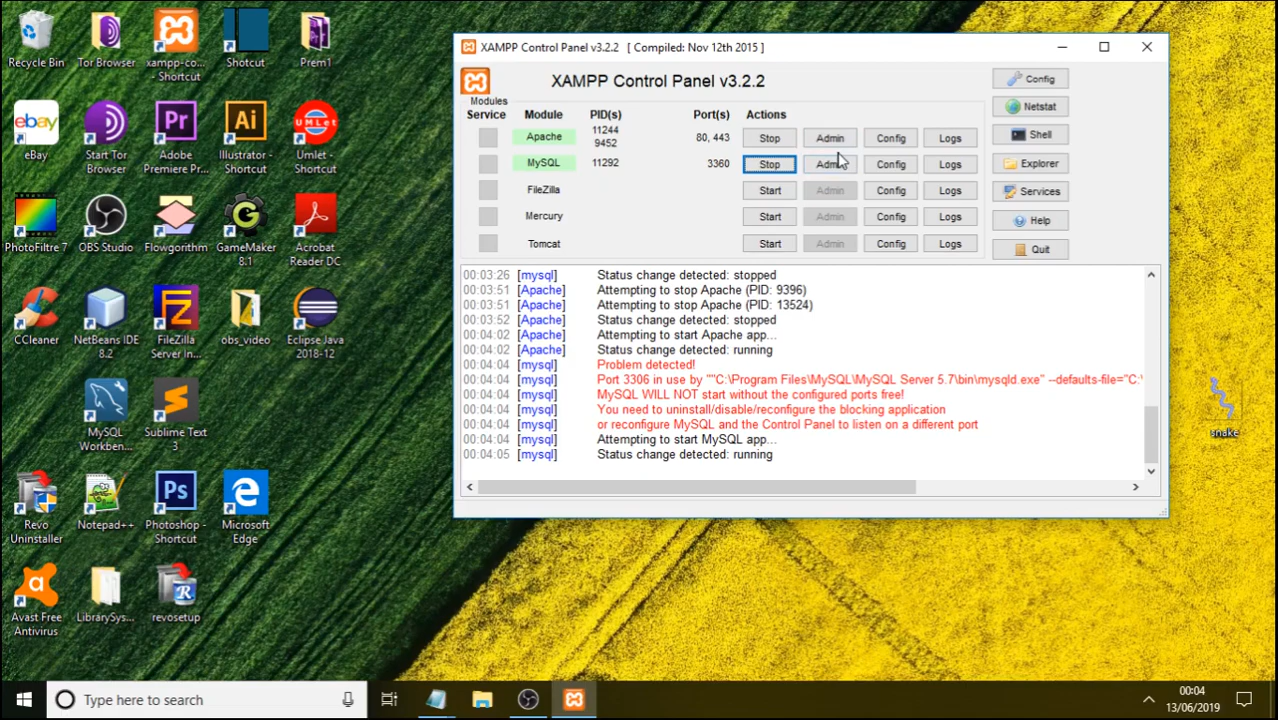 Recycle Bin
Tor Browser
xampp-co...
- Shortcut
Shotcut
Prem1
eBay
Start Tor
Browser
Adobe
Premiere Pr...
Illustrator -
Shortcut
Umlet -
Shortcut
PhotoFiltre 7
OBS Studio
Flowgorithm
GameMaker
8.1
Acrobat
Reader DC
CCleaner
NetBeans IDE
8.2
FileZilla
Server In...
obs_video
Eclipse Java
2018-12
MySQL
Workben...
Sublime Text
3
Revo
Uninstaller
Notepad++
Photoshop -
Shortcut
Microsoft
Edge
Avast Free
Antivirus
LibrarySys...
revosetup
snake
XAMPP Control Panel v3.2.2 [ Compiled: Nov 12th 2015 ]
XAMPP Control Panel v3.2.2
Config
Modules
Service Module PID(s) Port(s) Actions
Netstat
Apache 11244 9452 80, 443 Stop Admin Config Logs
Shell
MySQL 11292 3360 Stop Admin Config Logs
Explorer
FileZilla Start Admin Config Logs
Services
Mercury Start Admin Config Logs
Help
Tomcat Start Admin Config Logs
Quit
00:03:26 [mysql] Status change detected: stopped
00:03:51 [Apache] Attempting to stop Apache (PID: 9396)
00:03:51 [Apache] Attempting to stop Apache (PID: 13524)
00:03:52 [Apache] Status change detected: stopped
00:04:02 [Apache] Attempting to start Apache app...
00:04:02 [Apache] Status change detected: running
00:04:04 [mysql] Problem detected!
00:04:04 [mysql] Port 3306 in use by ""C:\Program Files\MySQL\MySQL Server 5.7\bin\mysqld.exe" --defaults-file="C:\
00:04:04 [mysql] MySQL WILL NOT start without the configured ports free!
00:04:04 [mysql] You need to uninstall/disable/reconfigure the blocking application
00:04:04 [mysql] or reconfigure MySQL and the Control Panel to listen on a different port
00:04:04 [mysql] Attempting to start MySQL app...
00:04:05 [mysql] Status change detected: running
Type here to search
00:04
13/06/2019